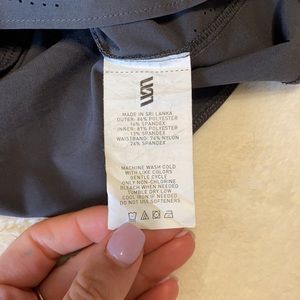 MADE IN SRI LANKA
OUTER: 86% POLYESTER
14% SPANDEX
INNER: 87% POLYESTER
13% SPANDEX
WAISTBAND: 76% NYLON
24% SPANDEX
MACHINE WASH COLD
WITH LIKE COLORS
GENTLE CYCLE
ONLY NON-CHLORINE
BLEACH WHEN NEEDED
TUMBLE DRY LOW
COOL IRON IF NEEDED
DO NOT USE SOFTENERS